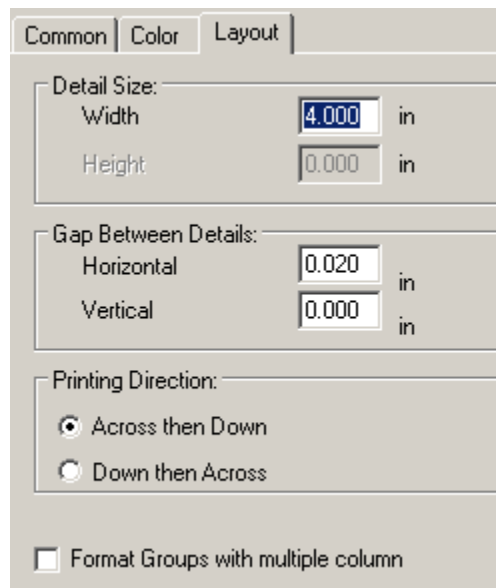 Common Color Layout
Detail Size:
Width 4.000 in
Height 0.000 in
Gap Between Details:
Horizontal 0.020 in
Vertical 0.000 in
Printing Direction:
Across then Down
Down then Across
Format Groups with multiple column